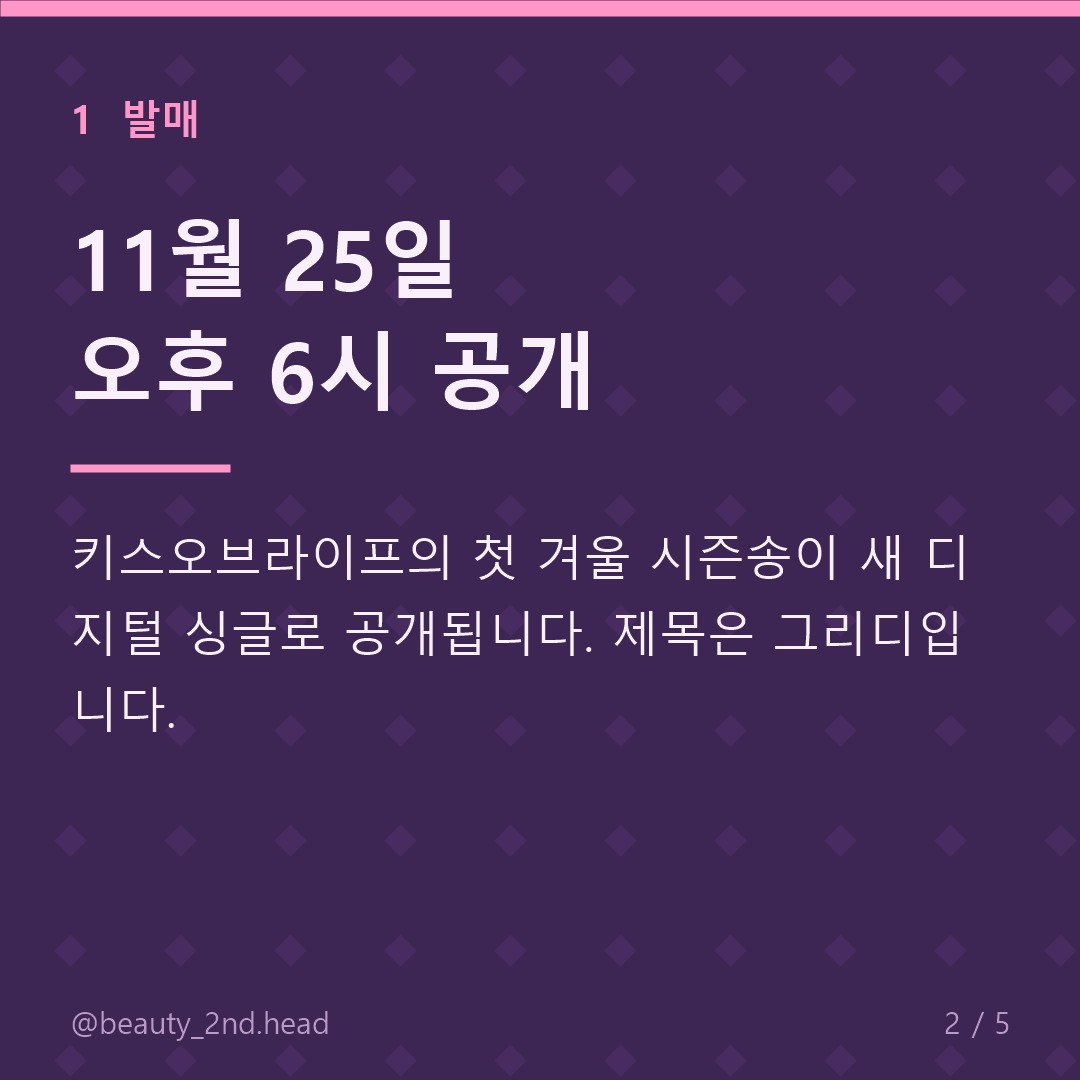 1 발매
11월 25일
오후 6시 공개
키스오브라이프의 첫 겨울 시즌송이 새 디
지털 싱글로 공개됩니다. 제목은 그리디입
니다.
@beauty_2nd.head
2 / 5